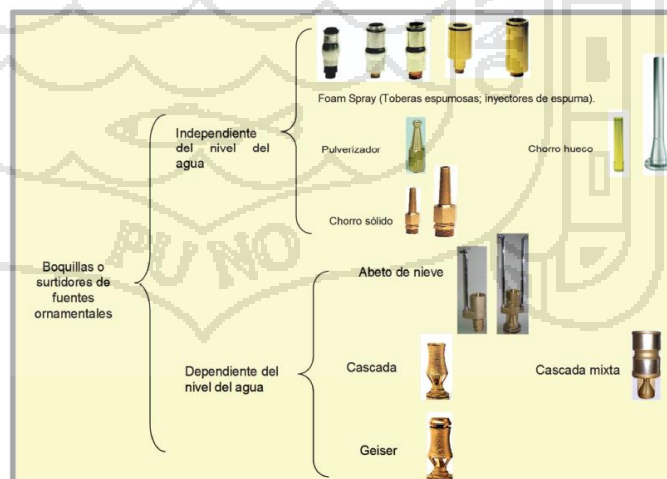 Foam Spray (Toberas espumosas; inyectores de espuma).
Independiente
del nivel del
agua
Pulverizador
Chorro hueco
Chorro sólido
Boquillas o
surtidores de
fuentes
ornamentales
Abeto de nieve
Dependiente del
nivel del agua
Cascada
Cascada mixta
Geiser
PUNO